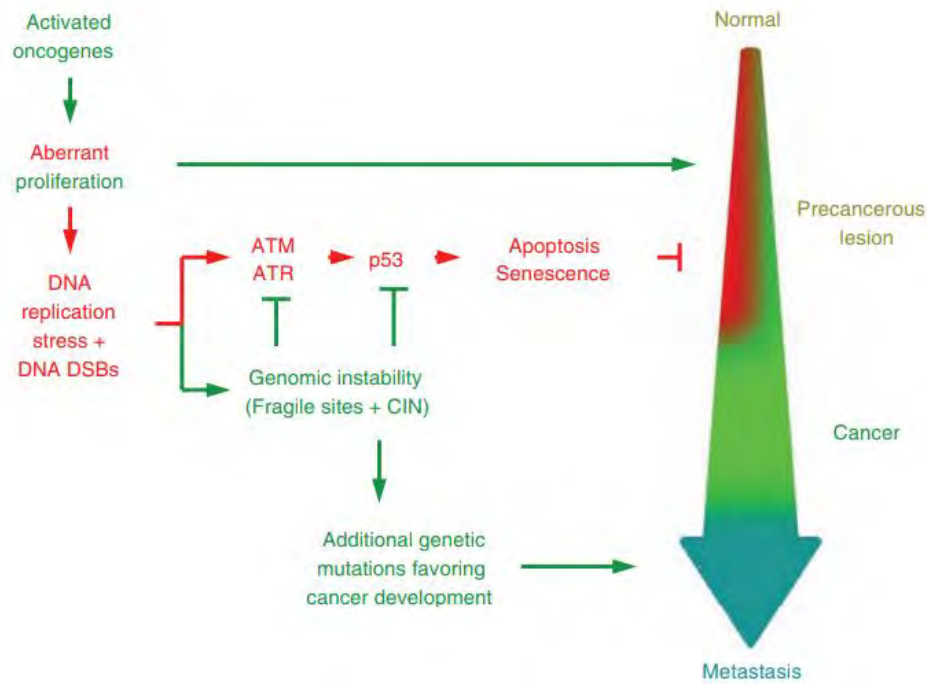 Activated
oncogenes
Normal
Aberrant
proliferation
Precancerous
lesion
ATM
ATR
p53
Apoptosis
Senescence
DNA
replication
stress +
DNA DSBs
Genomic instability
(Fragile sites + CIN)
Cancer
Additional genetic
mutations favoring
cancer development
Metastasis